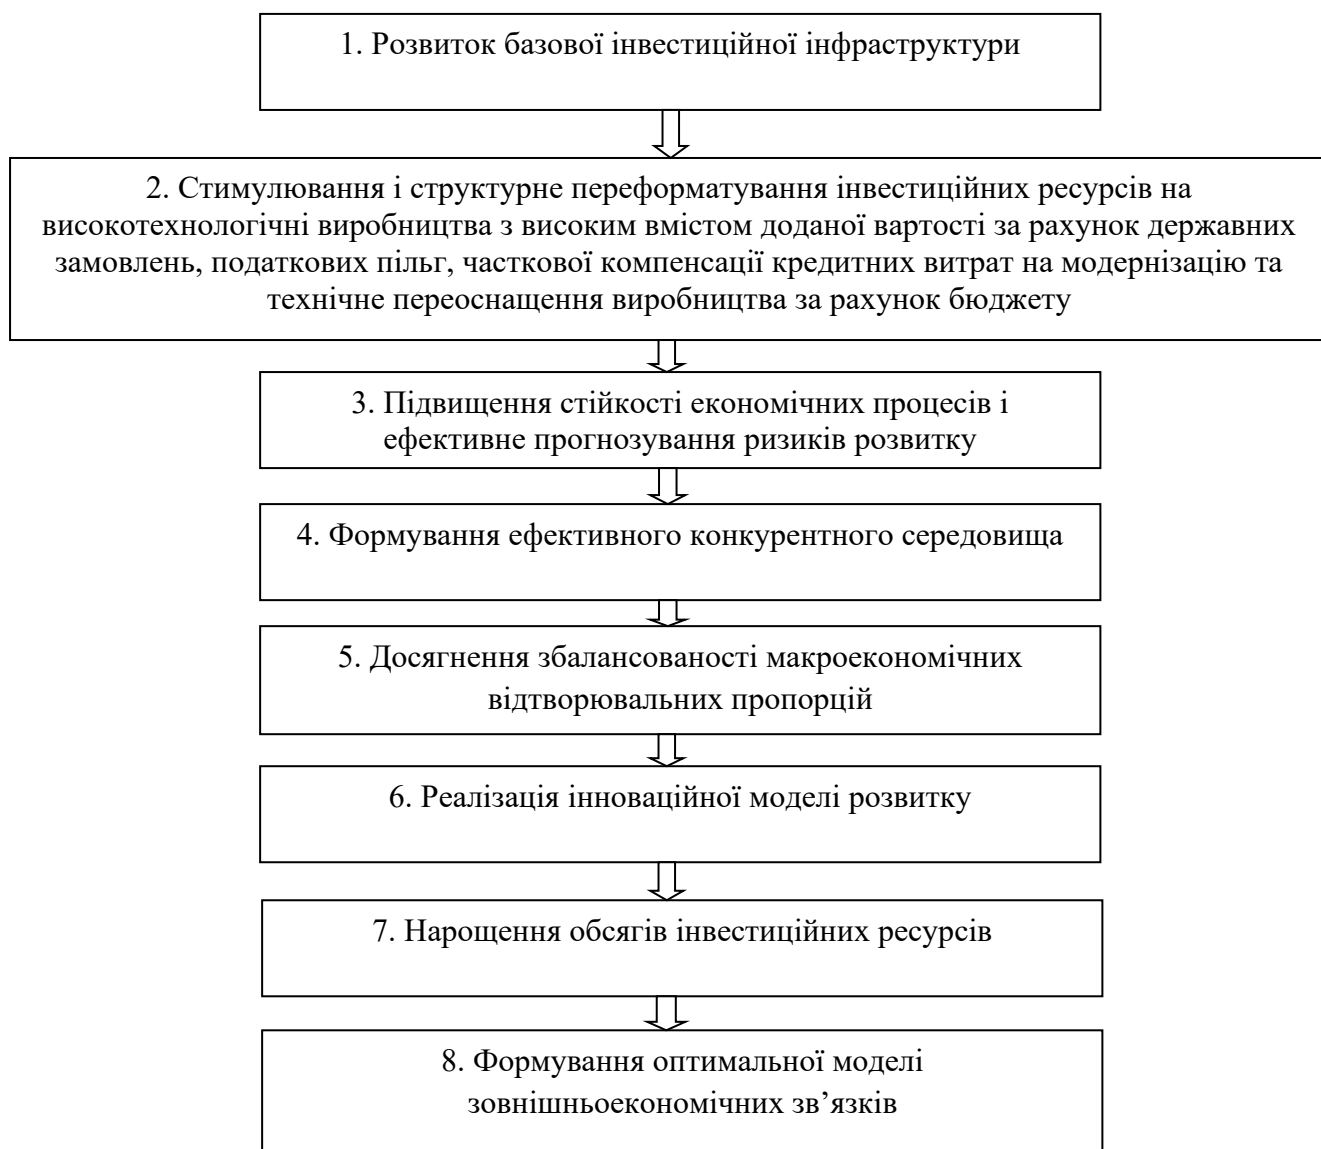 1. Розвиток базової інвестиційної інфраструктури
2. Стимулювання і структурне переформатування інвестиційних ресурсів на
високотехнологічні виробництва з високим вмістом доданої вартості за рахунок державних
замовлень, податкових пільг, часткової компенсації кредитних витрат на модернізацію та
технічне переоснащення виробництва за рахунок бюджету
3. Підвищення стійкості економічних процесів і
ефективне прогнозування ризиків розвитку
4. Формування ефективного конкурентного середовища
5. Досягнення збалансованості макроекономічних
відтворювальних пропорцій
6. Реалізація інноваційної моделі розвитку
7. Нарощення обсягів інвестиційних ресурсів
8. Формування оптимальної моделі
зовнішньоекономічних зв’язків